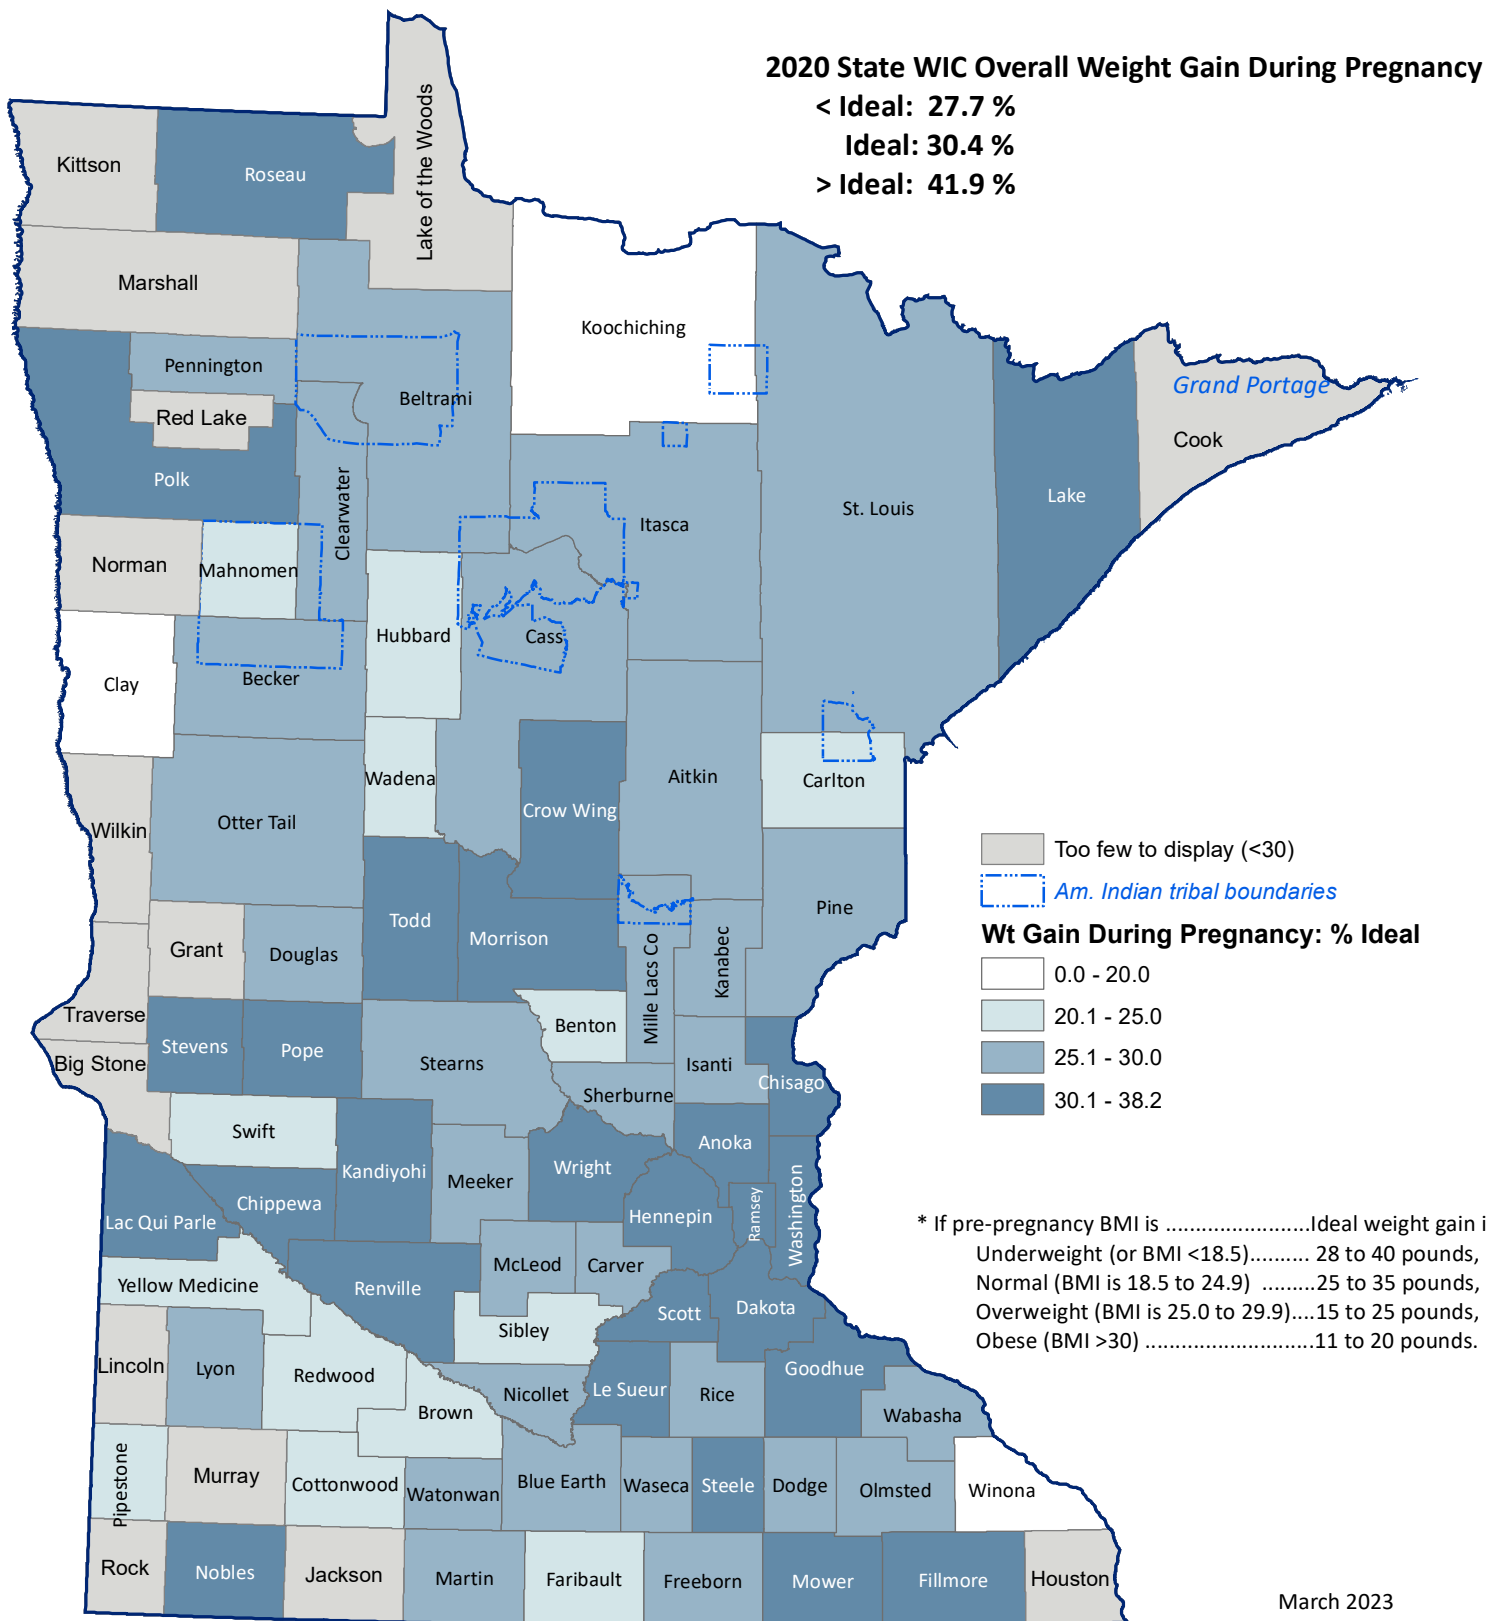 2020 State WIC Overall Weight Gain During Pregnancy
< Ideal: 27.7 %
Ideal: 30.4 %
> Ideal: 41.9 %
Kittson
Roseau
Lake of the Woods
Marshall
Koochiching
Pennington
Beltrami
Red Lake
Grand Portage
Cook
Polk
Clearwater
Itasca
St. Louis
Lake
Norman
Mahnomen
Hubbard
Cass
Clay
Becker
Wadena
Aitkin
Carlton
Crow Wing
Wilkin
Otter Tail
Too few to display (<30)
Am. Indian tribal boundaries
Wt Gain During Pregnancy: % Ideal
0.0 - 20.0
20.1 - 25.0
25.1 - 30.0
30.1 - 38.2
Todd
Morrison
Pine
Grant
Douglas
Mille Lacs Co
Kanabec
Traverse
Benton
Stevens
Pope
Stearns
Isanti
Big Stone
Chisago
Sherburne
Swift
Anoka
Kandiyohi
Wright
Meeker
Chippewa
Lac Qui Parle
Hennepin
Ramsey
Washington
* If pre-pregnancy BMI is .......................Ideal weight gain i
Underweight (or BMI <18.5).......... 28 to 40 pounds,
Normal (BMI is 18.5 to 24.9) .........25 to 35 pounds,
Overweight (BMI is 25.0 to 29.9)....15 to 25 pounds,
Obese (BMI >30) ............................11 to 20 pounds.
Yellow Medicine
Renville
McLeod
Carver
Scott
Dakota
Sibley
Lincoln
Lyon
Redwood
Nicollet
Le Sueur
Rice
Goodhue
Brown
Wabasha
Pipestone
Murray
Cottonwood
Watonwan
Blue Earth
Waseca
Steele
Dodge
Olmsted
Winona
Rock
Nobles
Jackson
Martin
Faribault
Freeborn
Mower
Fillmore
Houston
March 2023